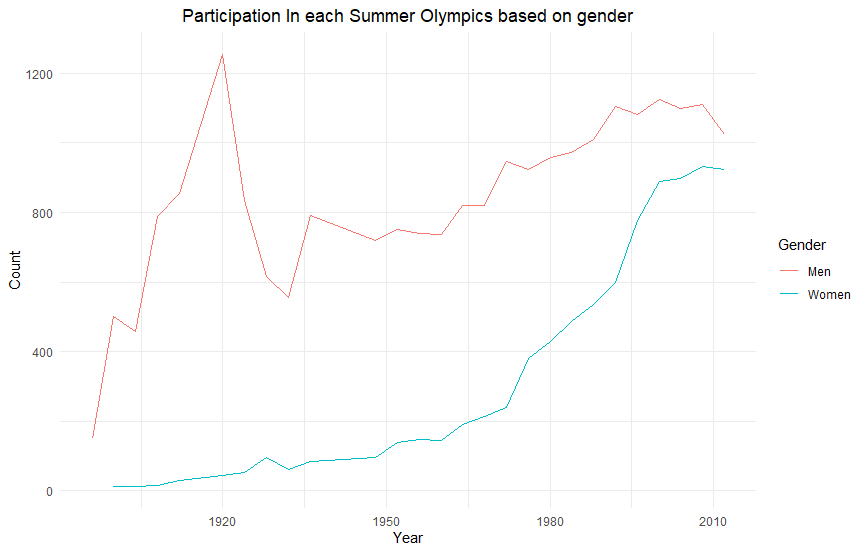 Participation In each Summer Olympics based on gender
1200
800
400
0
Count
1920
1950
1980
2010
Year
Gender
Men
Women